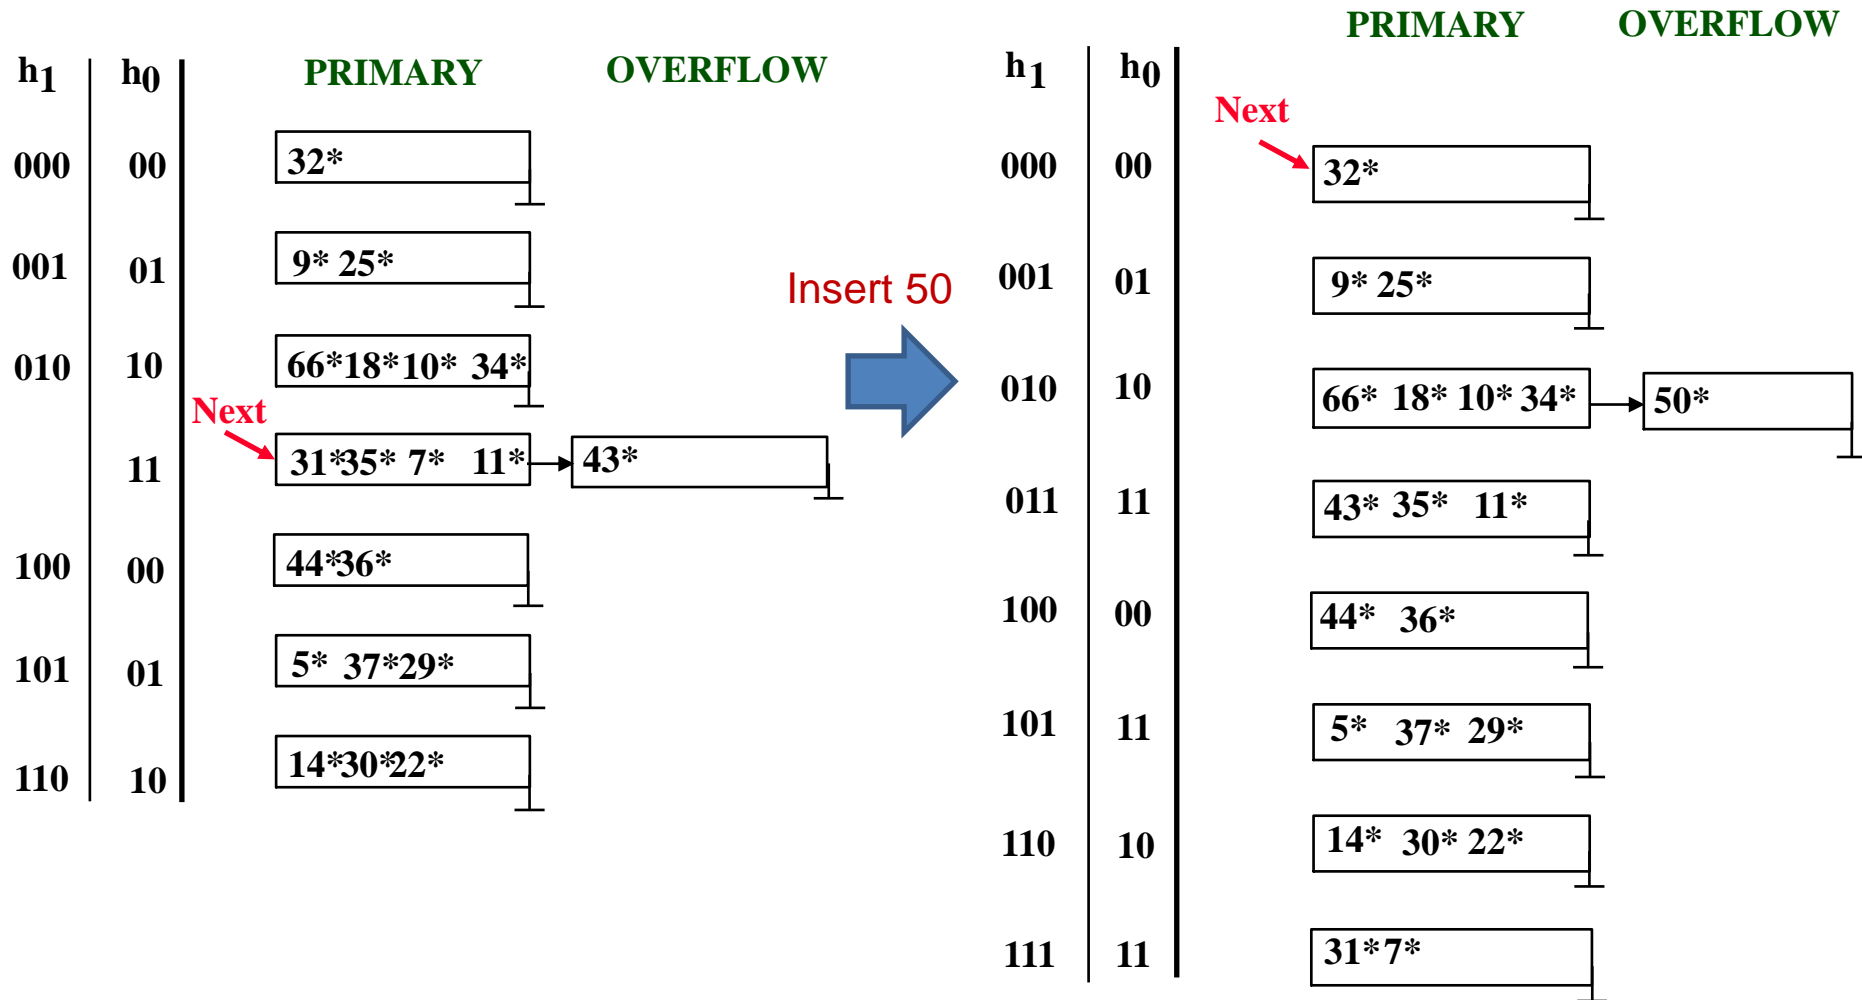 h1 h0 PRIMARY OVERFLOW
000 00 32*
001 01 9* 25*
010 10 66*18*10* 34*
Next
11 31*35* 7* 11* 43*
100 00 44*36*
101 01 5* 37*29*
110 10 14*30*22*
Insert 50
PRIMARY OVERFLOW
h1 h0
Next
000 00 32*
001 01 9* 25*
010 10 66* 18* 10* 34* 50*
011 11 43* 35* 11*
100 00 44* 36*
101 11 5* 37* 29*
110 10 14* 30* 22*
111 11 31*7*